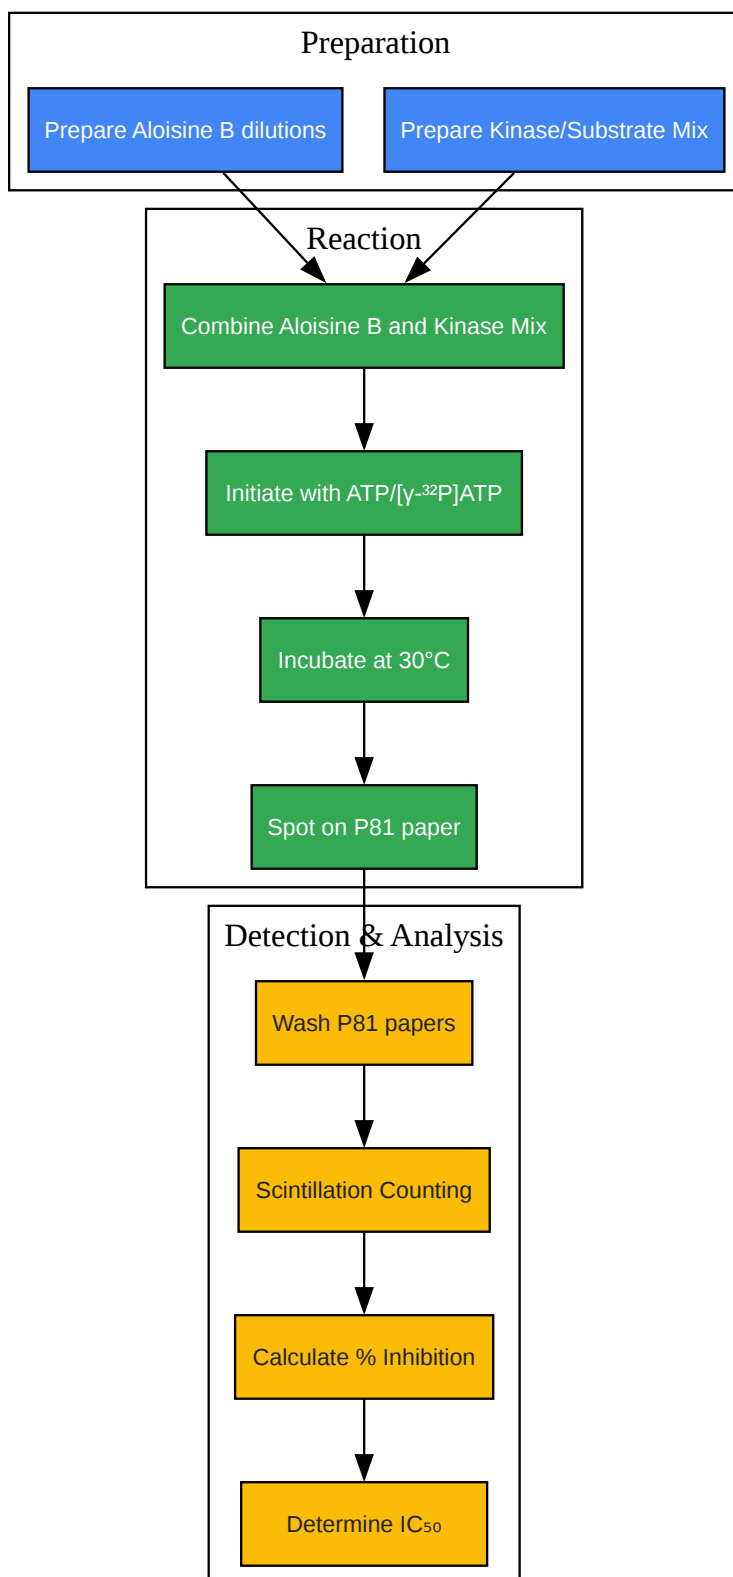 Preparation
Prepare Aloisine B dilutions
Prepare Kinase/Substrate Mix
Reaction
Combine Aloisine B and Kinase Mix
Initiate with ATP/[γ-³²P]ATP
Incubate at 30°C
Spot on P81 paper
Detection & Analysis
Wash P81 papers
Scintillation Counting
Calculate % Inhibition
Determine IC₅₀